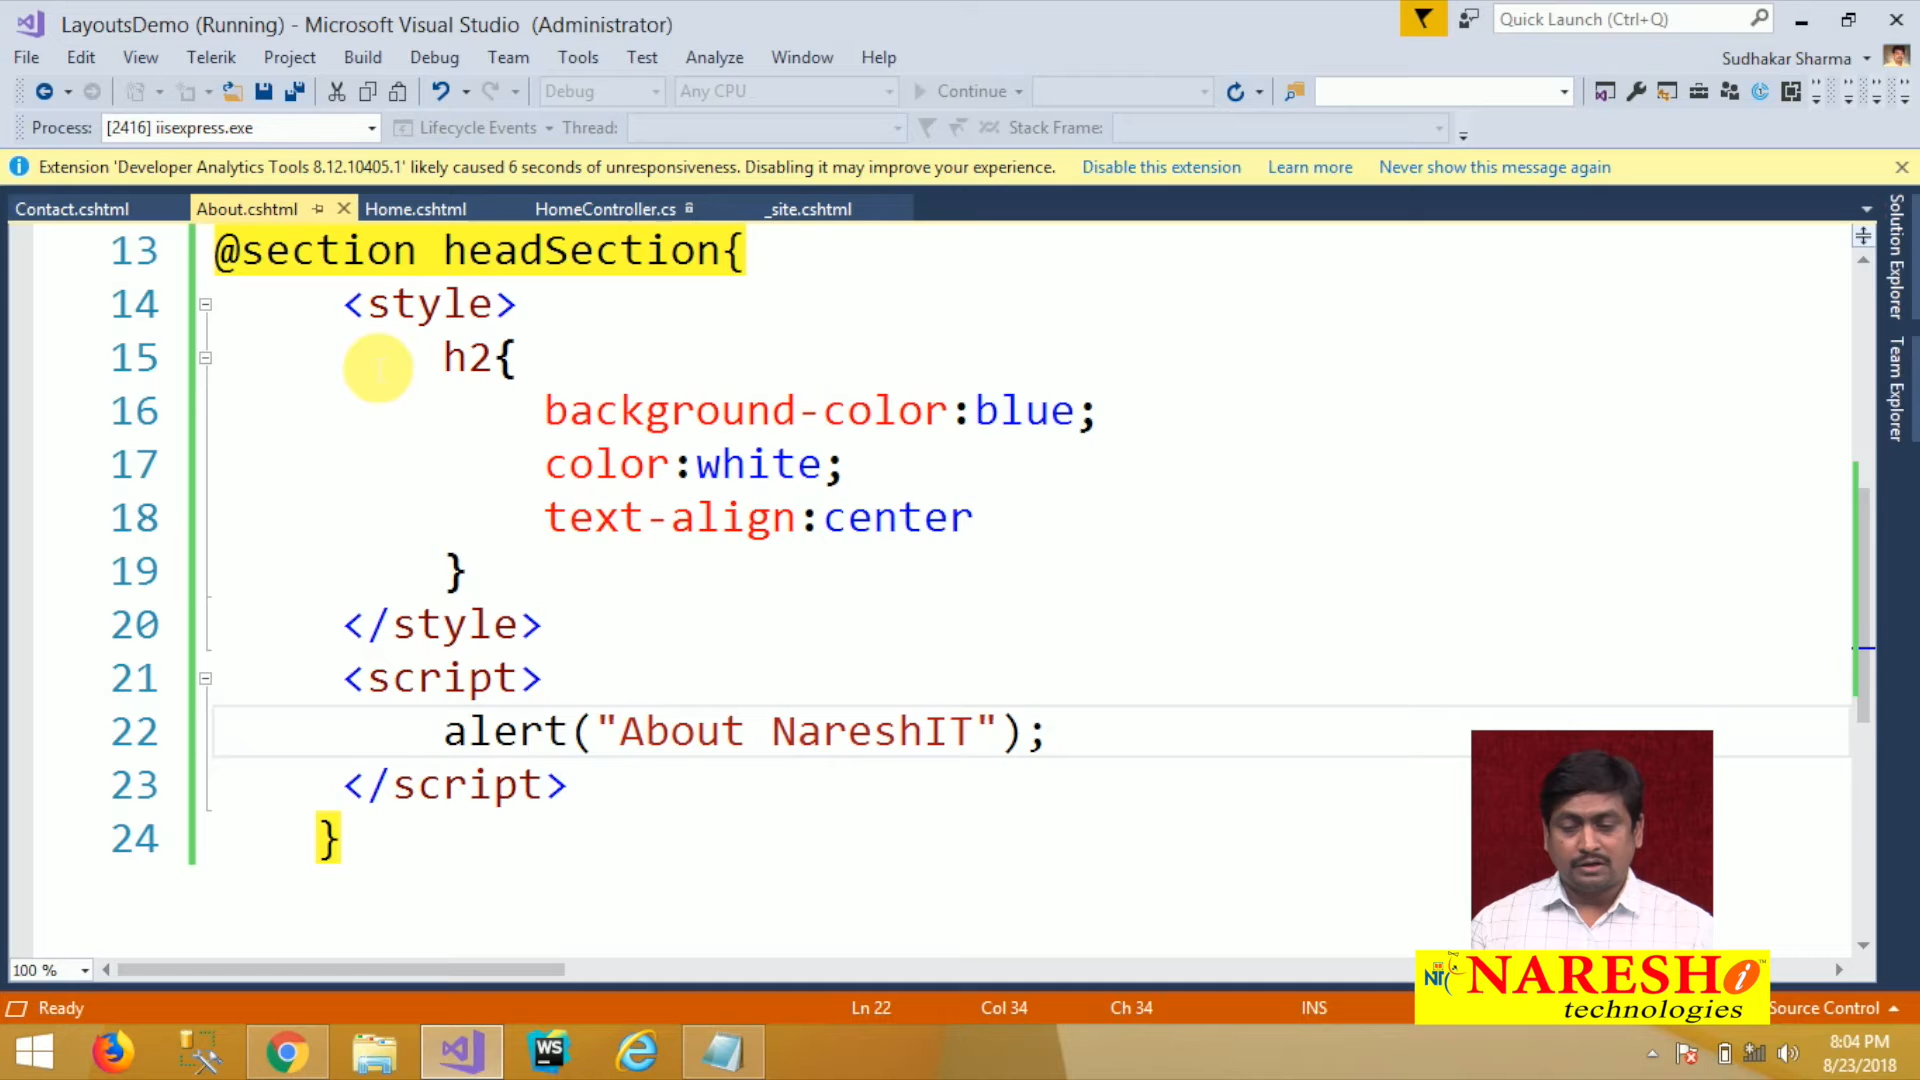 LayoutsDemo (Running) - Microsoft Visual Studio (Administrator)
Quick Launch (Ctrl+Q)
File Edit View Telerik Project Build Debug Team Tools Test Analyze Window Help
Sudhakar Sharma
Debug Any CPU Continue
Process: [2416] iisexpress.exe Lifecycle Events Thread: Stack Frame:
Extension 'Developer Analytics Tools 8.12.10405.1' likely caused 6 seconds of unresponsiveness. Disabling it may improve your experience. Disable this extension Learn more Never show this message again
Contact.cshtml About.cshtml Home.cshtml HomeController.cs _site.cshtml
Solution Explorer
Team Explorer
13 @section headSection{
14 <style>
15 h2{
16 background-color:blue;
17 color:white;
18 text-align:center
19 }
20 </style>
21 <script>
22 alert("About NareshIT");
23 </script>
24 }
100 %
NARESH i
technologies
Ready Ln 22 Col 34 Ch 34 INS Source Control
WS
8:04 PM
8/23/2018